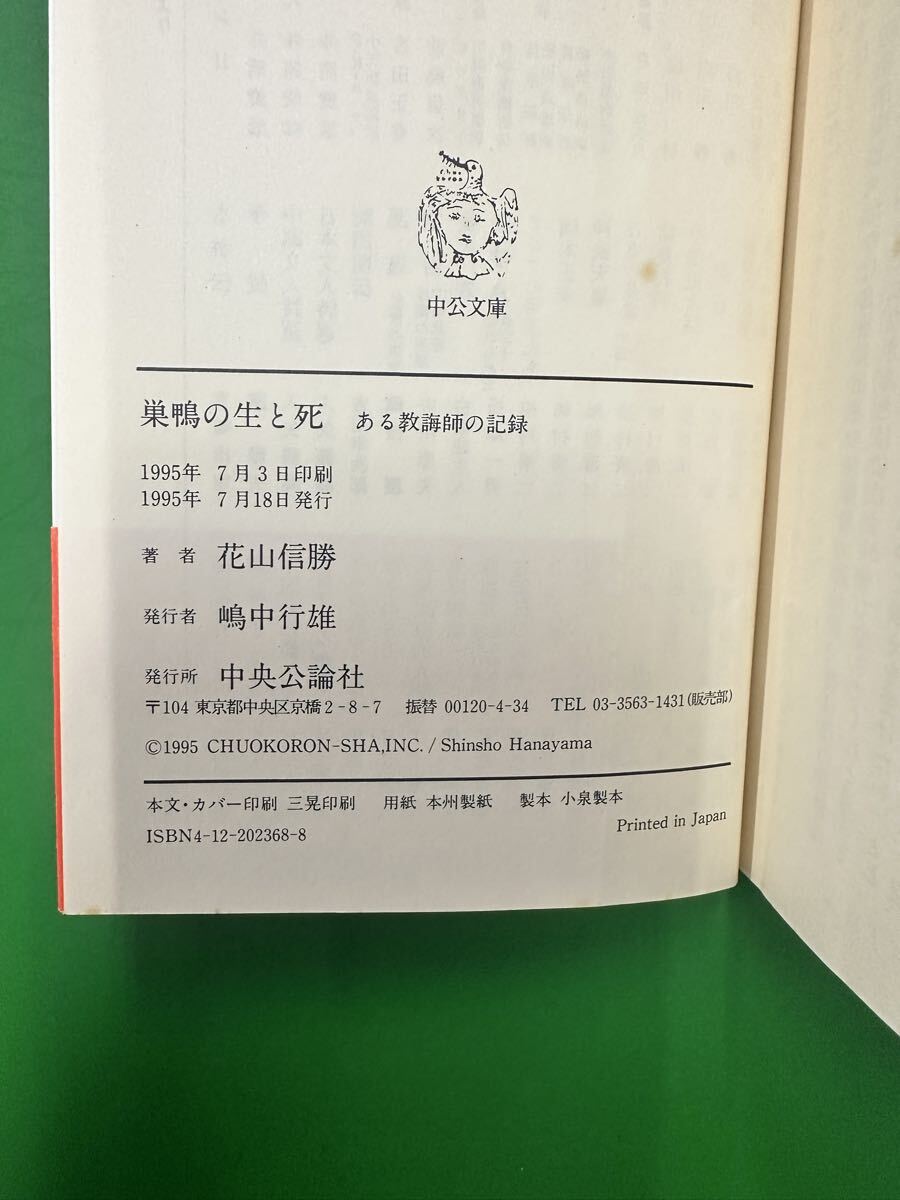 中公文庫
巣鴨の生と死 ある教誨師の記録
1995年 7月3日印刷
1995年 7月18日発行
著者 花山信勝
発行者 嶋中行雄
発行所 中央公論社
〒104 東京都中央区京橋2-8-7 振替 00120-4-34 TEL 03-3563-1431(販売部)
©1995 CHUOKORON-SHA,INC. / Shinsho Hanayama
本文・カバー印刷 三晃印刷 用紙 本州製紙 製本 小泉製本
ISBN4-12-202368-8
Printed in Japan